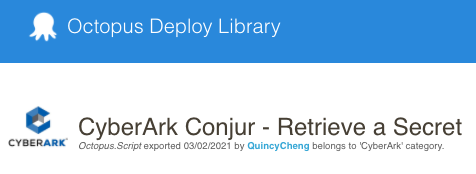 Octopus Deploy Library
CyberArk Conjur - Retrieve a Secret
CYBERARK®
Octopus.Script exported 03/02/2021 by QuincyCheng belongs to 'CyberArk' category.